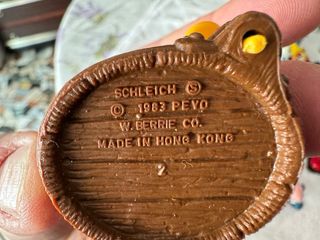 SCHLEICH Ⓢ
© 1983 PEYO
W. BERRIE CO.
MADE IN HONG KONG
2